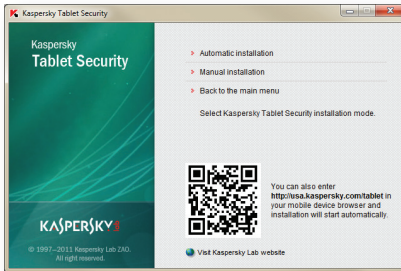 Kaspersky Tablet Security
Kaspersky
Tablet Security
Automatic installation
Manual installation
Back to the main menu
Select Kaspersky Tablet Security installation mode.
You can also enter
http://usa.kaspersky.com/tablet in
your mobile device browser and
installation will start automatically.
KASPERSKY
© 1997–2011 Kaspersky Lab ZAO.
All right reserved.
Visit Kaspersky Lab website